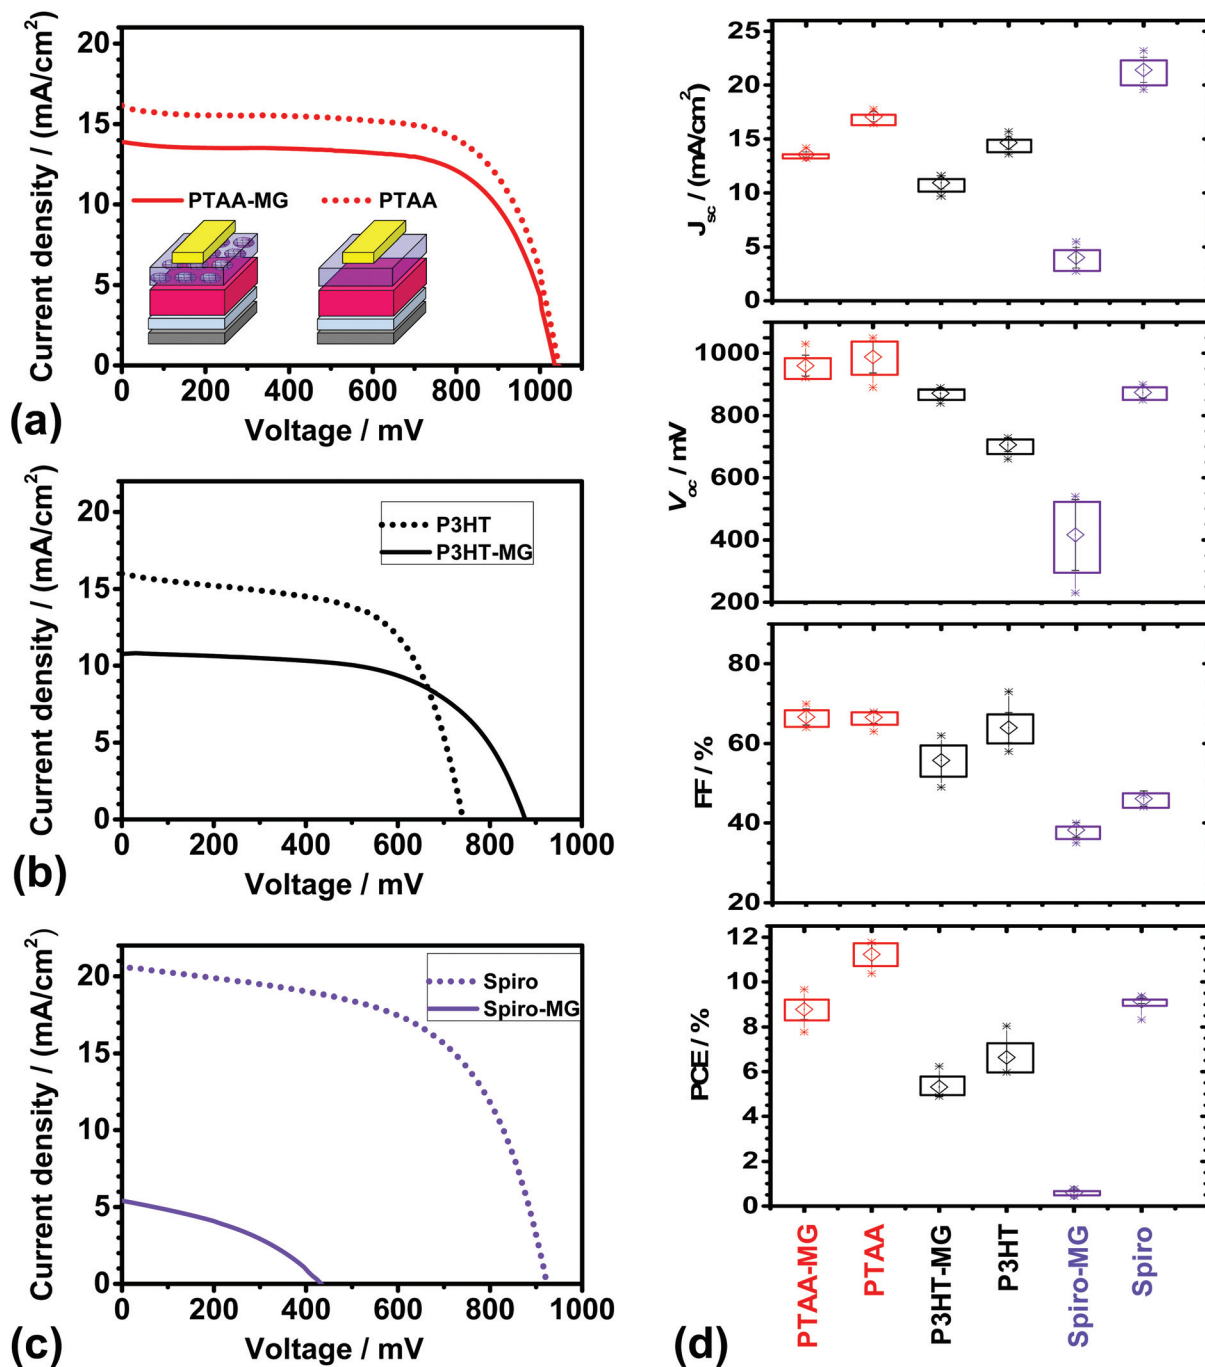 20
15
10
5
0
Current density / (mA/cm²)
PTAA-MG
PTAA
0 200 400 600 800 1000
Voltage / mV
(a)
20
15
10
5
0
Current density / (mA/cm²)
P3HT
P3HT-MG
0 200 400 600 800 1000
Voltage / mV
(b)
20
15
10
5
0
Current density / (mA/cm²)
Spiro
Spiro-MG
0 200 400 600 800 1000
Voltage / mV
(c)
25
20
15
10
5
0
J_sc / (mA/cm²)
1000
800
600
400
200
V_oc / mV
80
60
40
20
FF / %
12
10
8
6
4
2
0
PCE / %
PTAA-MG
PTAA
P3HT-MG
P3HT
Spiro-MG
Spiro
(d)